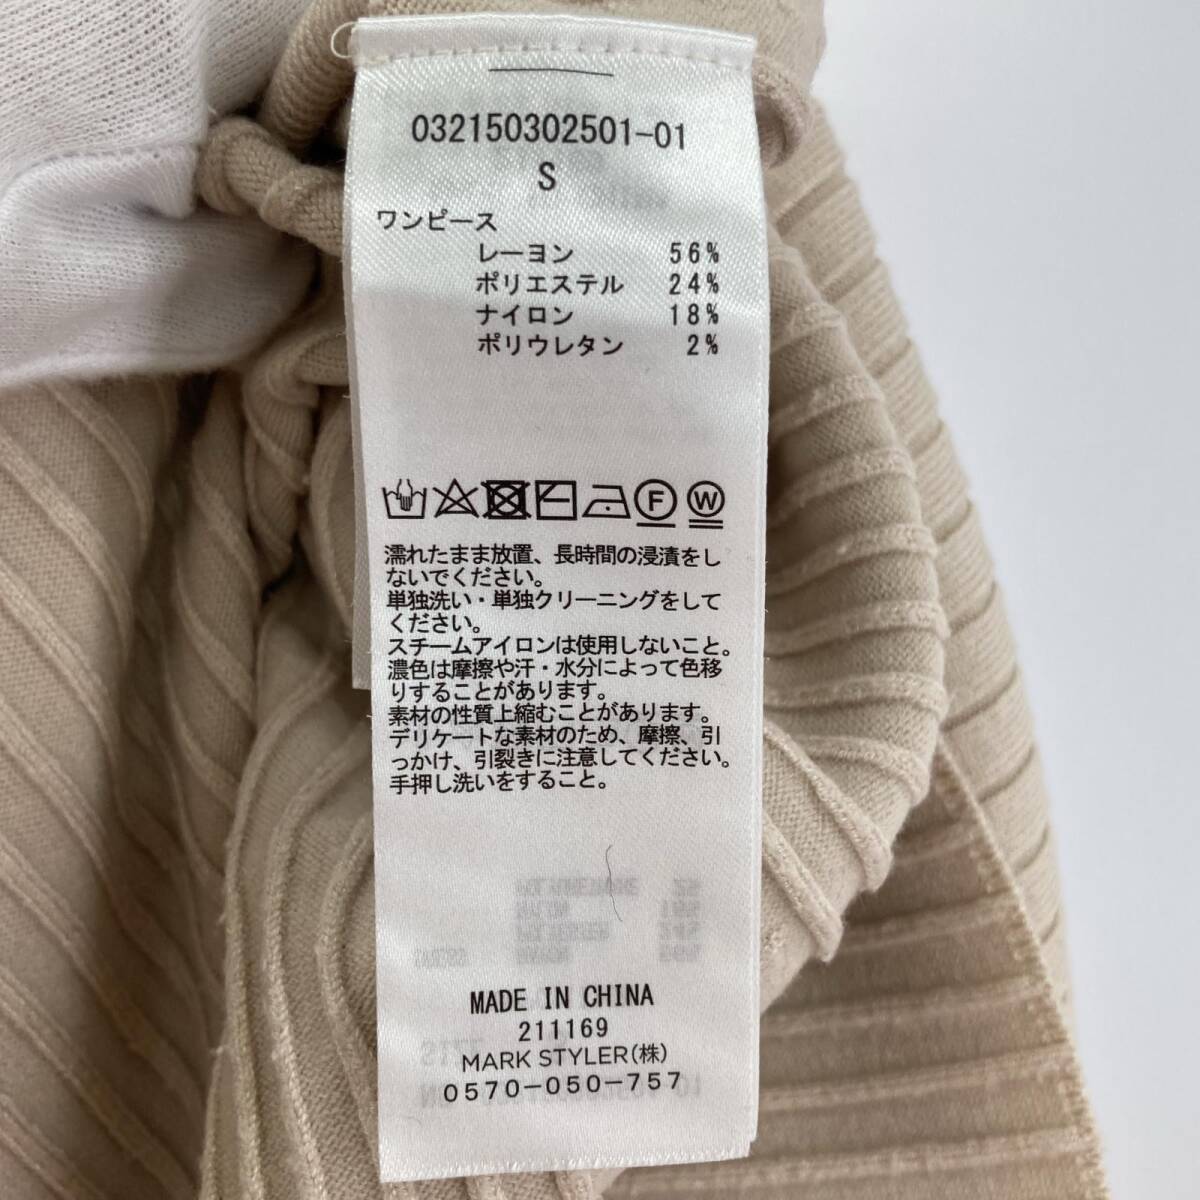 032150302501-01
S
ワンピース
レーヨン 56%
ポリエステル 24%
ナイロン 18%
ポリウレタン 2%
F W
濡れたまま放置、長時間の浸漬をし
ないでください。
単独洗い・単独クリーニングをして
ください。
スチームアイロンは使用しないこと。
濃色は摩擦や汗・水分によって色移
りすることがあります。
素材の性質上縮むことがあります。
デリケートな素材のため、摩擦、引
っかけ、引裂きに注意してください。
手押し洗いをすること。
MADE IN CHINA
211169
MARK STYLER(株)
0570-050-757